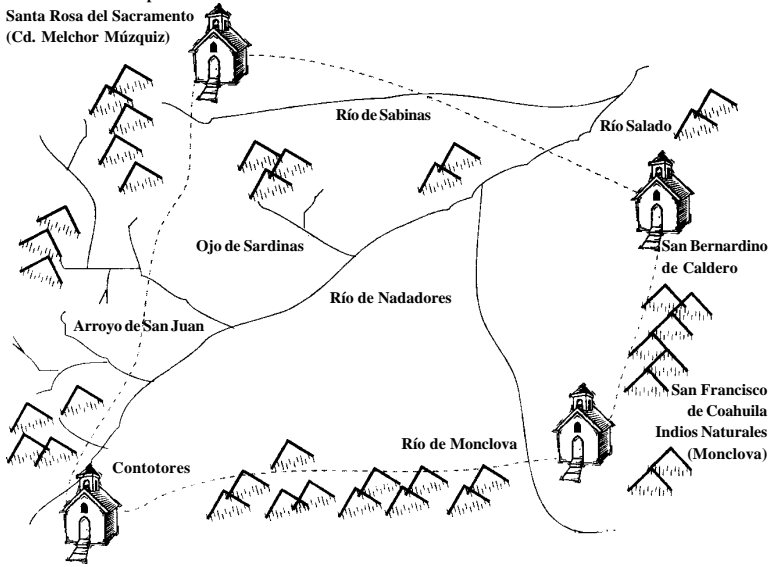 Santa Rosa del Sacramento
(Cd. Melchor Múzquiz)
Río de Sabinas
Río Salado
Ojo de Sardinas
San Bernardino
de Caldero
Río de Nadadores
Arroyo de San Juan
San Francisco
de Coahuila
Indios Naturales
(Monclova)
Río de Monclova
Contotores